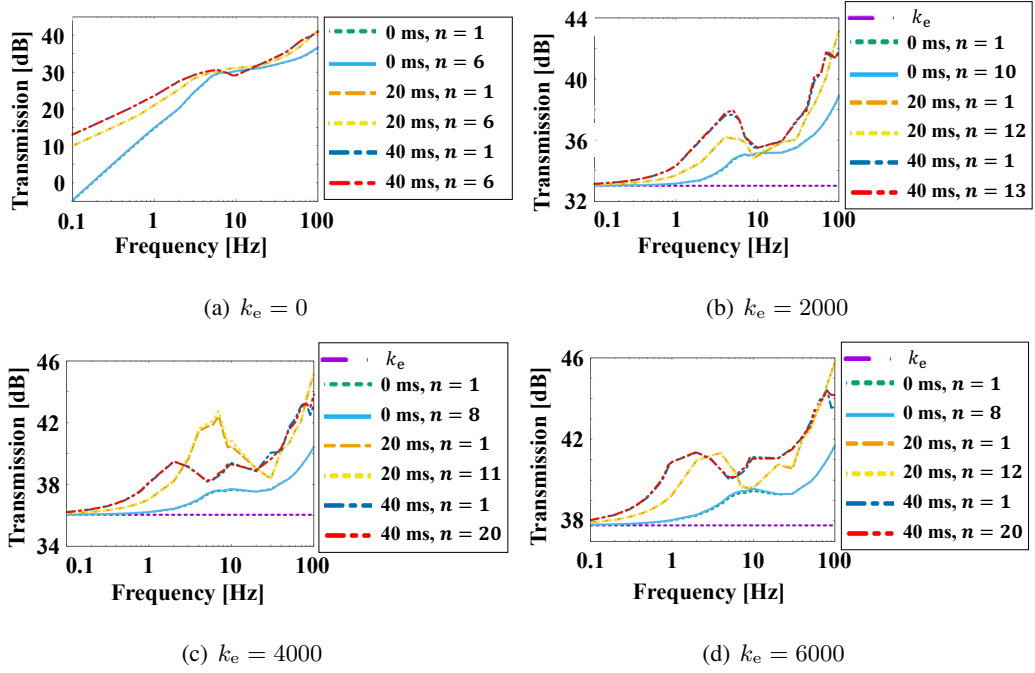 Transmission [dB]
40
30
20
10
0
0.1
1
10
100
Frequency [Hz]
0 ms, n = 1
0 ms, n = 6
20 ms, n = 1
20 ms, n = 6
40 ms, n = 1
40 ms, n = 6
(a) ke = 0
Transmission [dB]
44
40
36
32
0.1
1
10
100
Frequency [Hz]
ke
0 ms, n = 1
0 ms, n = 10
20 ms, n = 1
20 ms, n = 12
40 ms, n = 1
40 ms, n = 13
(b) ke = 2000
Transmission [dB]
46
42
38
34
0.1
1
10
100
Frequency [Hz]
ke
0 ms, n = 1
0 ms, n = 8
20 ms, n = 1
20 ms, n = 11
40 ms, n = 1
40 ms, n = 20
(c) ke = 4000
Transmission [dB]
46
42
38
0.1
1
10
100
Frequency [Hz]
ke
0 ms, n = 1
0 ms, n = 8
20 ms, n = 1
20 ms, n = 12
40 ms, n = 1
40 ms, n = 20
(d) ke = 6000